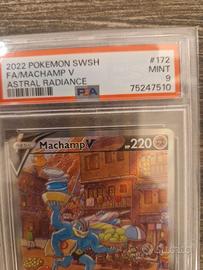 2022 POKEMON SWSH #172
FA/MACHAMP V MINT
ASTRAL RADIANCE 9
PSA 75247510
Machamp V 220